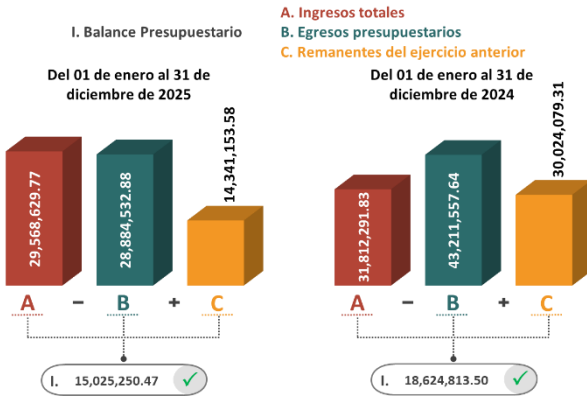 I. Balance Presupuestario
A. Ingresos totales
B. Egresos presupuestarios
C. Remanentes del ejercicio anterior
Del 01 de enero al 31 de
diciembre de 2025
29,568,629.77
28,884,532.88
14,341,153.58
A – B + C
I. 15,025,250.47 ✓
Del 01 de enero al 31 de
diciembre de 2024
31,812,291.83
43,211,557.64
30,024,079.31
A – B + C
I. 18,624,813.50 ✓